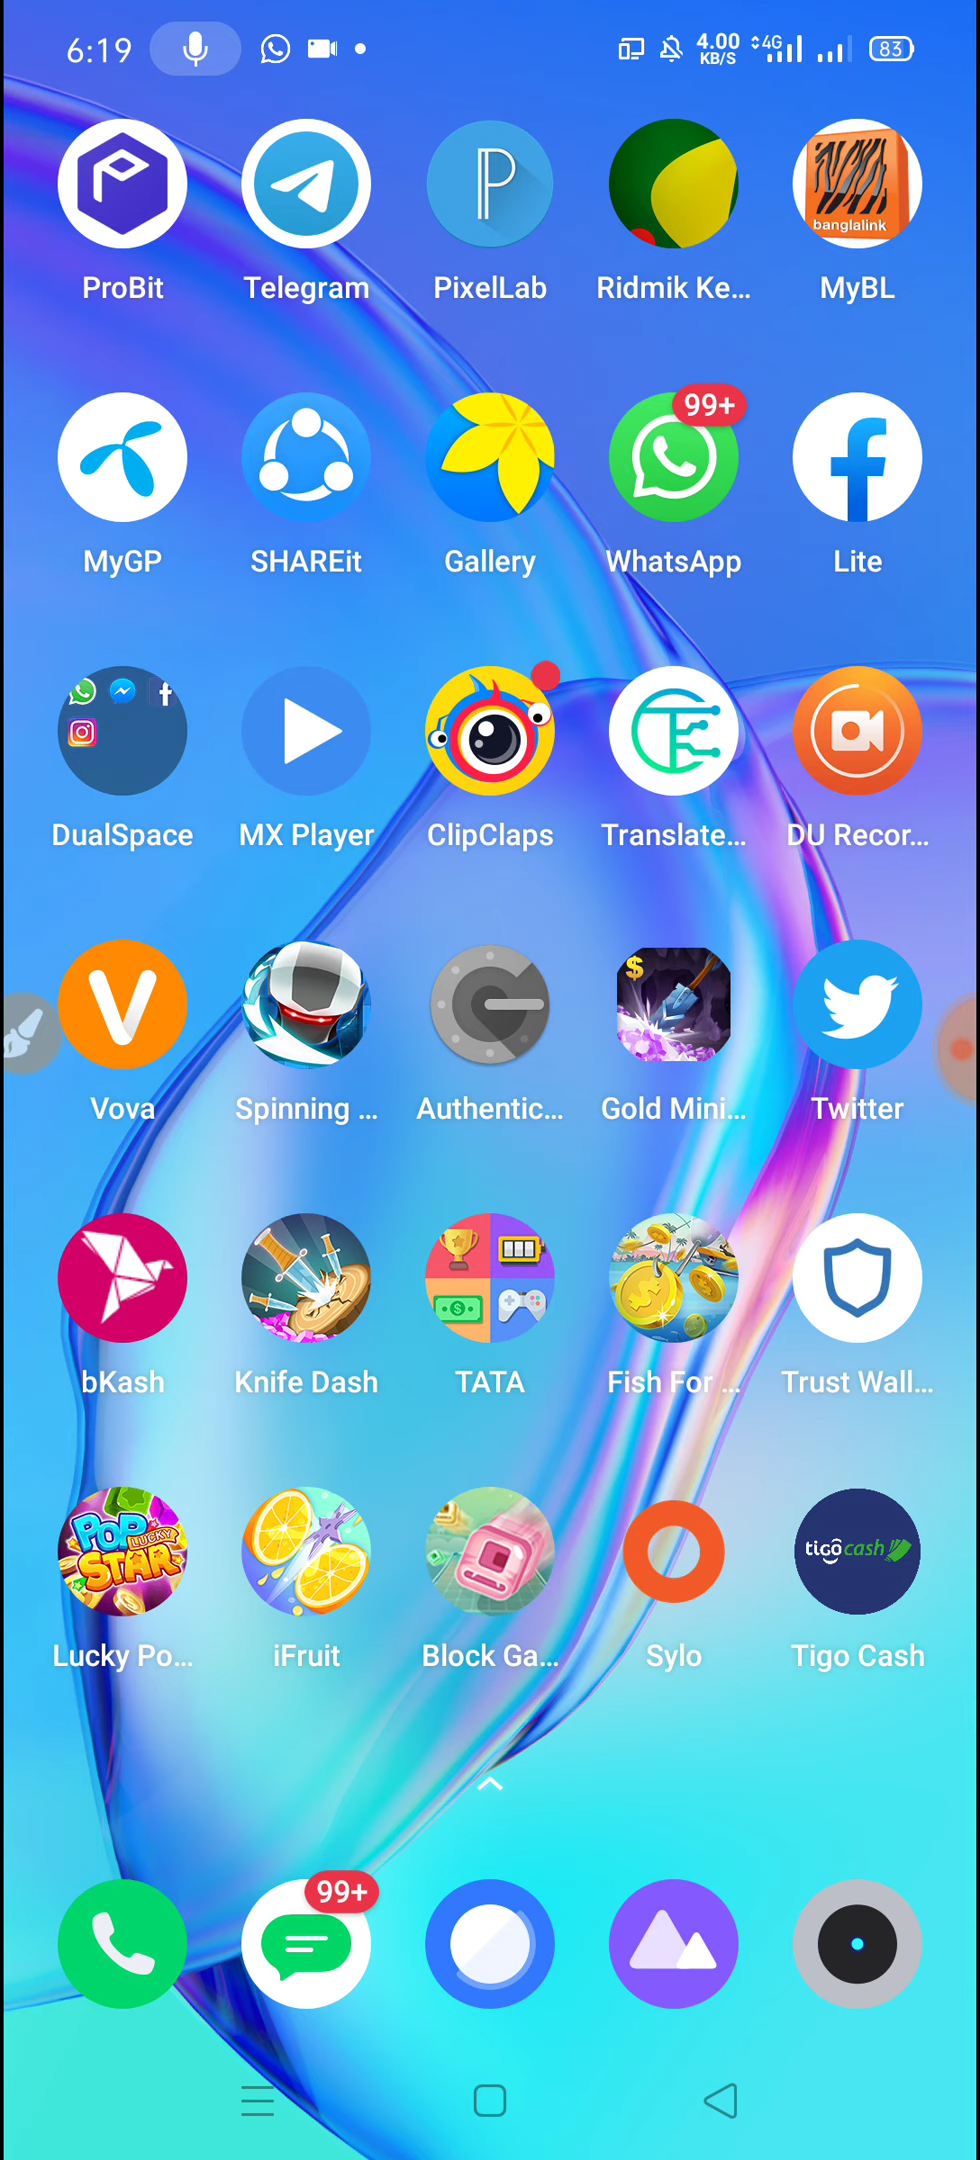 6:19
4.00
KB/S
4G
83
banglalink
ProBit
Telegram
PixelLab
Ridmik Ke...
MyBL
99+
MyGP
SHAREit
Gallery
WhatsApp
Lite
DualSpace
MX Player
ClipClaps
Translate...
DU Recor...
Vova
Spinning ...
Authentic...
Gold Mini...
Twitter
bKash
Knife Dash
TATA
Fish For ...
Trust Wall...
POP
LUCKY
STAR
tigo cash
Lucky Po...
iFruit
Block Ga...
Sylo
Tigo Cash
99+